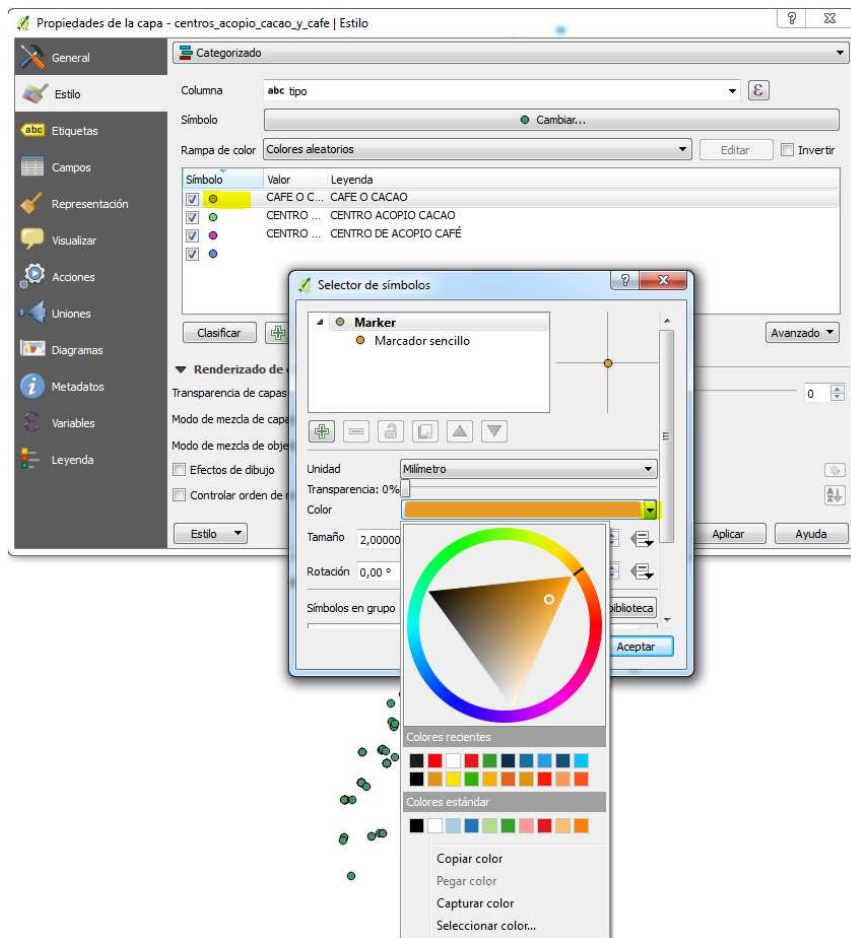 Propiedades de la capa - centros_acopio_cacao_y_cafe | Estilo
General
Estilo
abc Etiquetas
Campos
Representación
Visualizar
Acciones
Uniones
Diagramas
Metadatos
Variables
Leyenda
Categorizado
Columna abc tipo ε
Símbolo Cambiar...
Rampa de color Colores aleatorios Editar Invertir
Símbolo Valor Leyenda
CAFE O C... CAFE O CACAO
CENTRO ... CENTRO ACOPIO CACAO
CENTRO ... CENTRO DE ACOPIO CAFÉ
Clasificar Avanzado
Renderizado de
Transparencia de capas 0
Modo de mezcla de capa
Modo de mezcla de obje
Efectos de dibujo
Controlar orden de
Estilo Aplicar Ayuda
Selector de símbolos
Marker
Marcador sencillo
Unidad Milímetro
Transparencia: 0%
Color
Tamaño 2,00000
Rotación 0,00 °
Símbolos en grupo biblioteca
Aceptar
Colores recientes
Colores estándar
Copiar color
Pegar color
Capturar color
Seleccionar color...